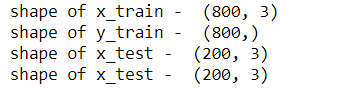 shape of x_train -  (800, 3)
shape of y_train -  (800,)
shape of x_test -  (200, 3)
shape of x_test -  (200, 3)